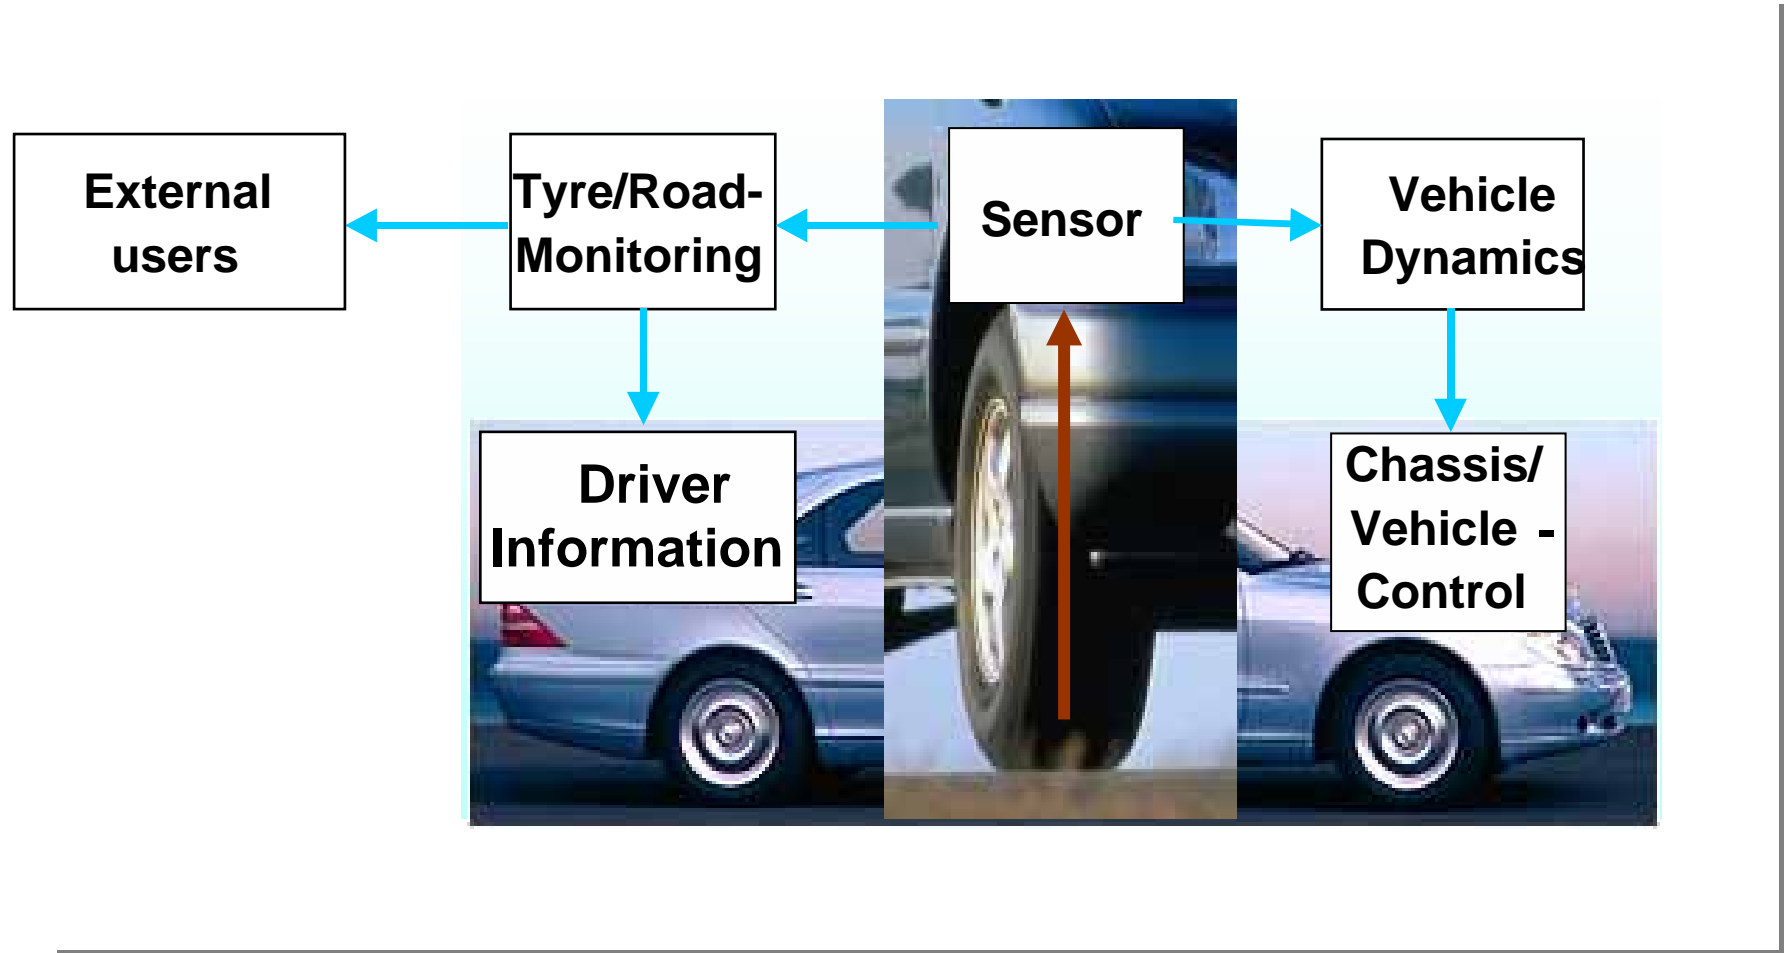 External
users
Tyre/Road-
Monitoring
Sensor
Vehicle
Dynamics
Driver
Information
Chassis/
Vehicle -
Control